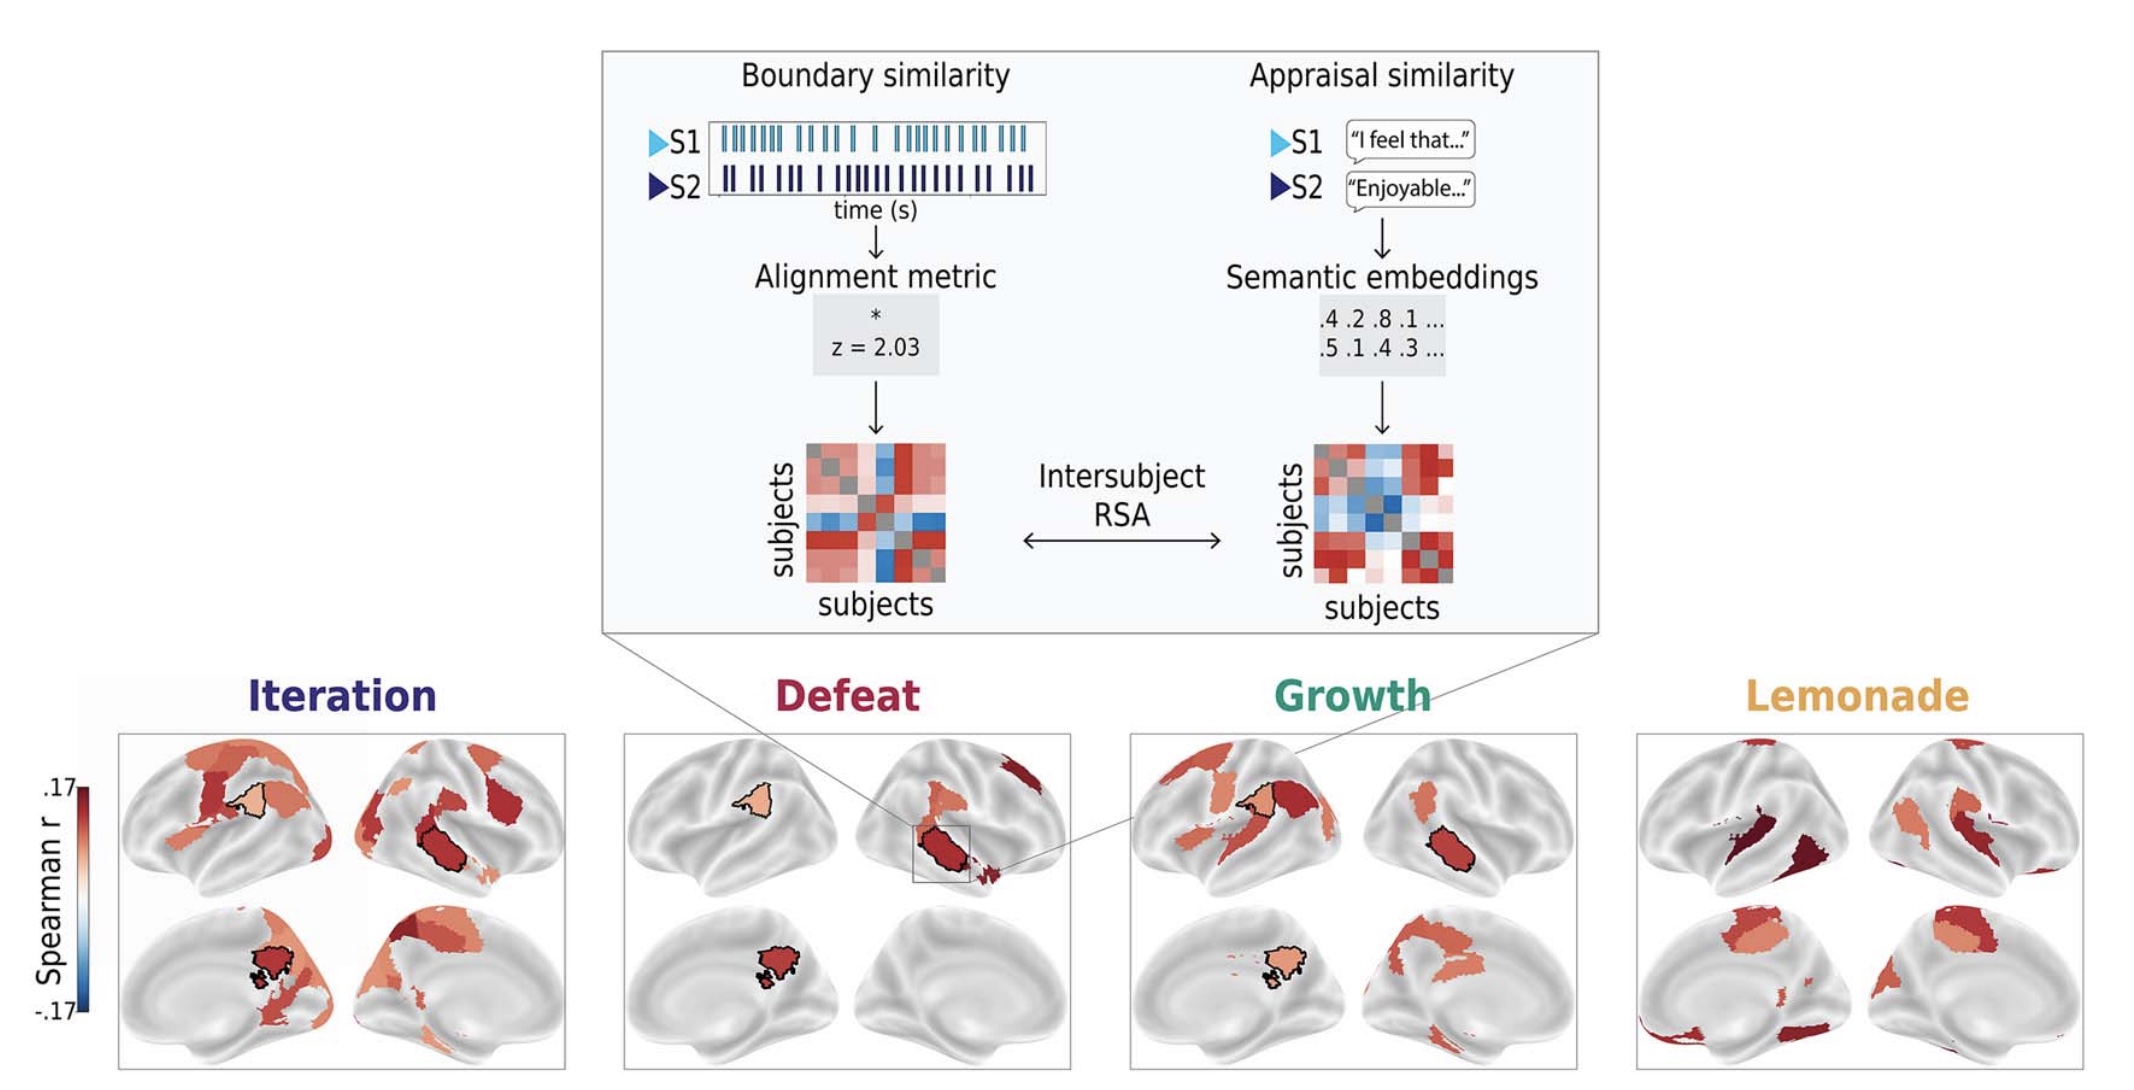 Boundary similarity
Appraisal similarity
S1
S2
time (s)
S1 “I feel that...”
S2 “Enjoyable...”
Alignment metric
*
z = 2.03
Semantic embeddings
.4 .2 .8 .1 ...
.5 .1 .4 .3 ...
subjects
subjects
Intersubject
RSA
subjects
subjects
Iteration
Defeat
Growth
Lemonade
Spearman r
.17
-.17